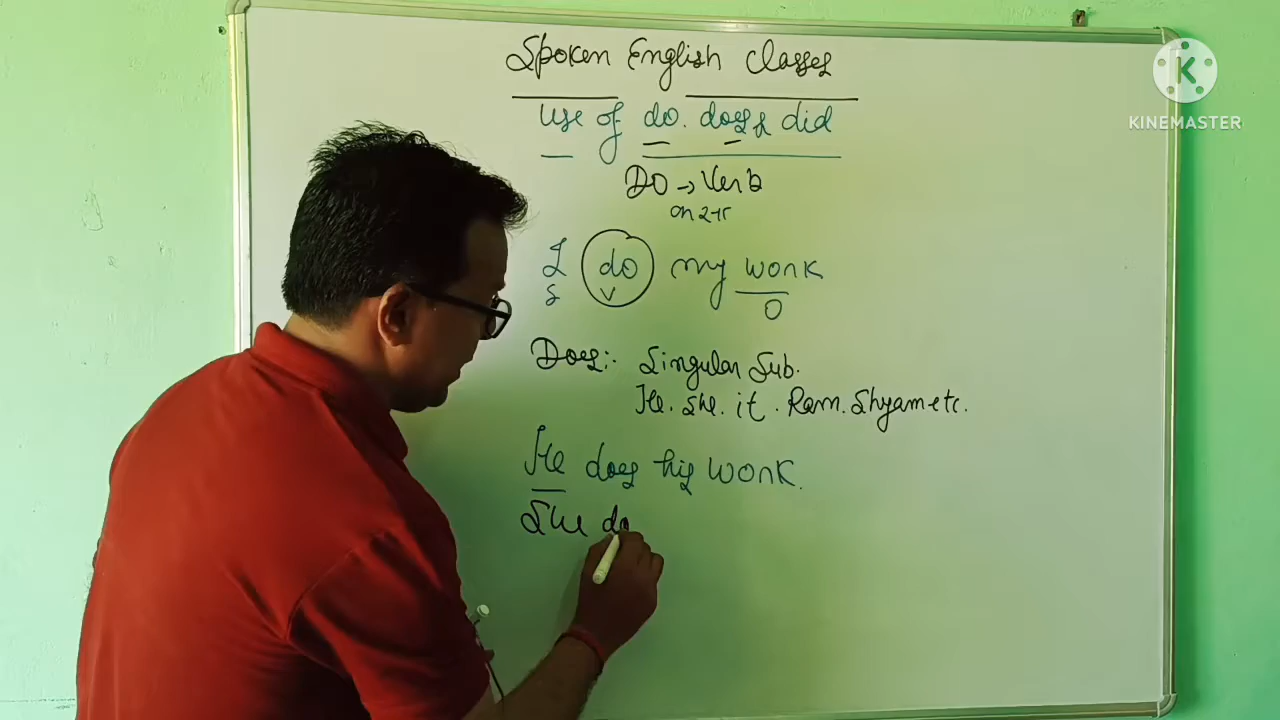 Spoken English Classes
use of do. does & did
DO → Verb
I do my work
S V O
Does:- Singular Sub.
He. She. it. Ram. Shyam etc.
He does his work.
She do
K
KINEMASTER